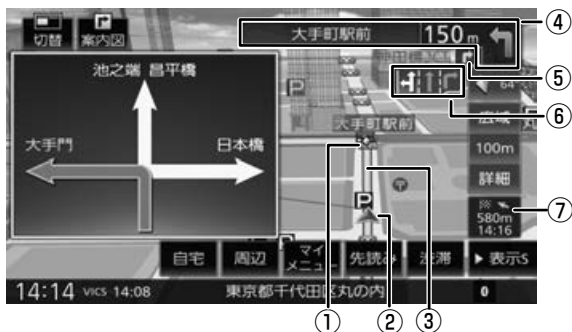 切替
案内図
大手町駅前 150m
④
⑤
⑥
池之端 昌平橋
大手門
日本橋
64
大手町駅前
広域
100m
詳細
P
P
580m
14:16
⑦
自宅
周辺
マイ
メニュー
先読み
渋滞
▶ 表示S
14:14 VICS 14:08 東京都千代田区丸の内 0
①
②
③